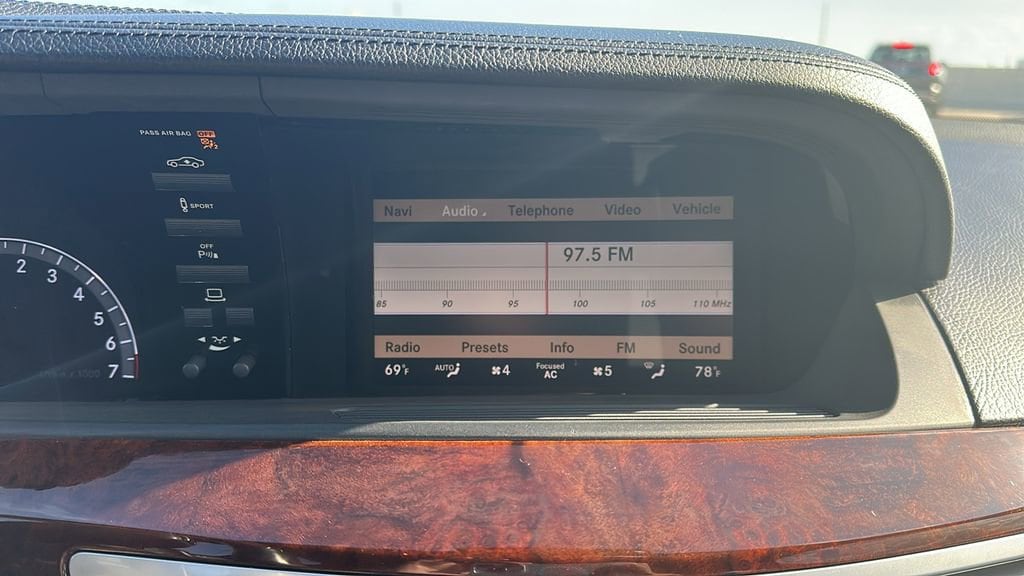 PASS AIR BAG OFF
SPORT
OFF
P
2
3
4
5
6
7
Navi Audio Telephone Video Vehicle
97.5 FM
85 90 95 100 105 110 MHz
Radio Presets Info FM Sound
69°F AUTO 4 Focused AC 5 78°F